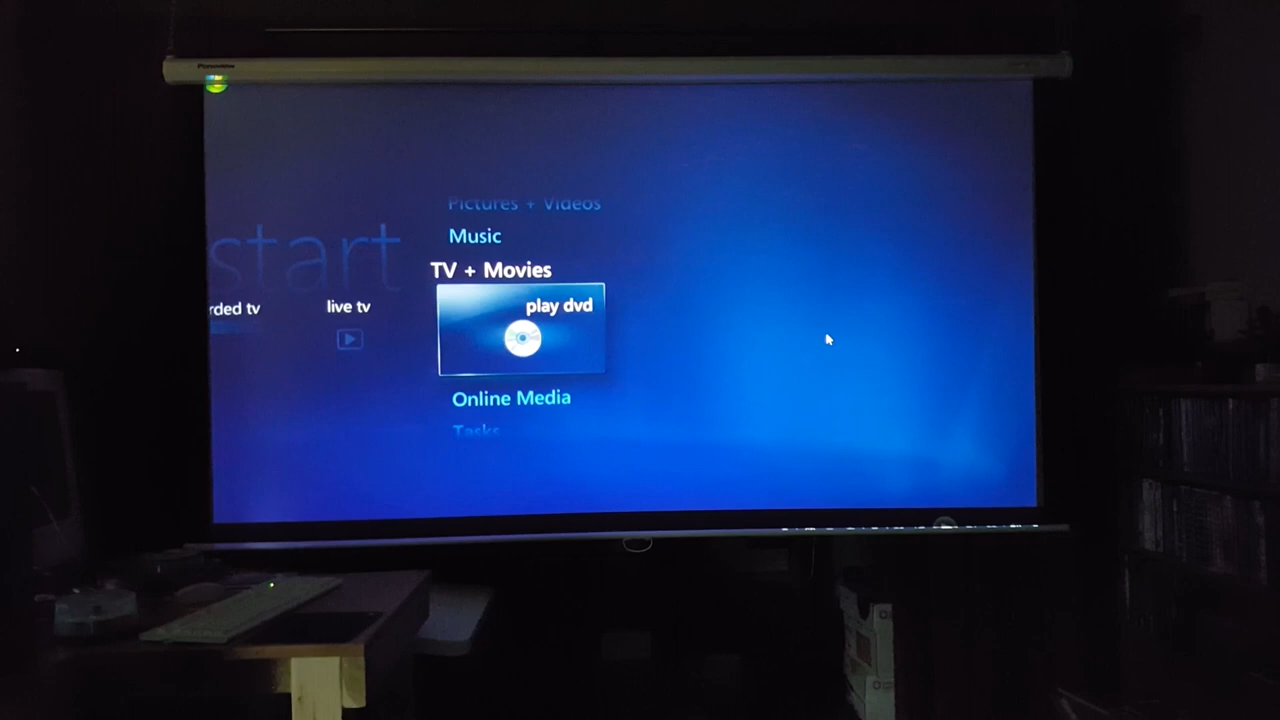 Pictures + Videos
Music
start
TV + Movies
rded tv
live tv
play dvd
Online Media
Tasks